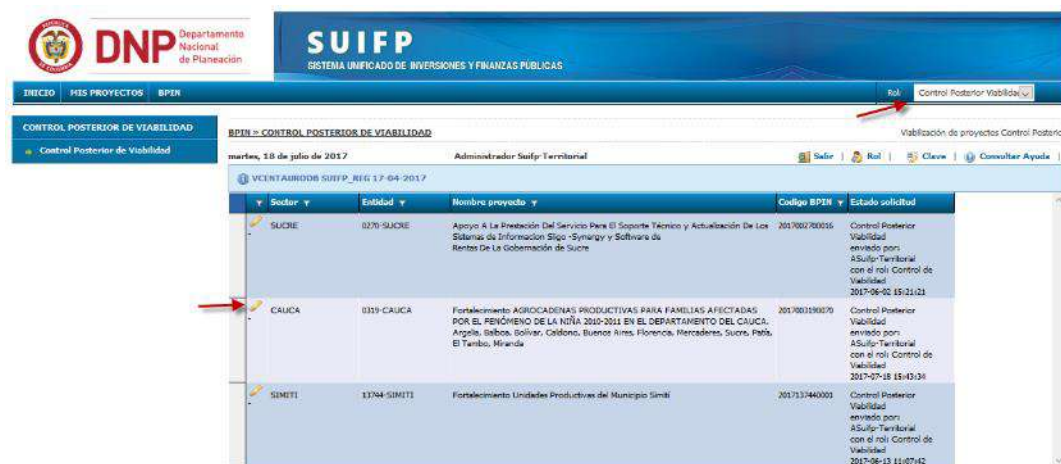 DNP Departamento
Nacional
de Planeación
SUIFP
SISTEMA UNIFICADO DE INVERSIONES Y FINANZAS PÚBLICAS
INICIO MIS PROYECTOS BPIN
Rol: Control Posterior Viabilidad
CONTROL POSTERIOR DE VIABILIDAD
Control Posterior de Viabilidad
BPIN » CONTROL POSTERIOR DE VIABILIDAD
Viabilización de proyectos Control Posterio
martes, 18 de julio de 2017 Administrador Suifp-Territorial Salir | Rol | Clave | Consultar Ayuda |
VCENTAURODB SUIFP_REG 17-04-2017
Sector Entidad Nombre proyecto Codigo BPIN Estado solicitud
SUCRE 0270-SUCRE Apoyo A La Prestación Del Servicio Para El Soporte Técnico y Actualización De Los 2017002700016 Control Posterior
Sistemas de Informacion Sligo -Synergy y Software de Viabilidad
Rentas De La Gobernación de Sucre enviado por:
ASuifp-Territorial
con el rol: Control de
Viabilidad
2017-06-02 15:21:21
CAUCA 0319-CAUCA Fortalecimiento AGROCADENAS PRODUCTIVAS PARA FAMILIAS AFECTADAS 2017003190070 Control Posterior
POR EL FENÓMENO DE LA NIÑA 2010-2011 EN EL DEPARTAMENTO DEL CAUCA. Viabilidad
Argelia, Balboa, Bolívar, Caldono, Buenos Aires, Florencia, Mercaderes, Sucre, Patía, enviado por:
El Tambo, Miranda ASuifp-Territorial
con el rol: Control de
Viabilidad
2017-07-18 15:43:34
SIMITI 13744-SIMITI Fortalecimiento Unidades Productivas del Municipio Simití 2017137440001 Control Posterior
Viabilidad
enviado por:
ASuifp-Territorial
con el rol: Control de
Viabilidad
2017-06-13 11:07:42